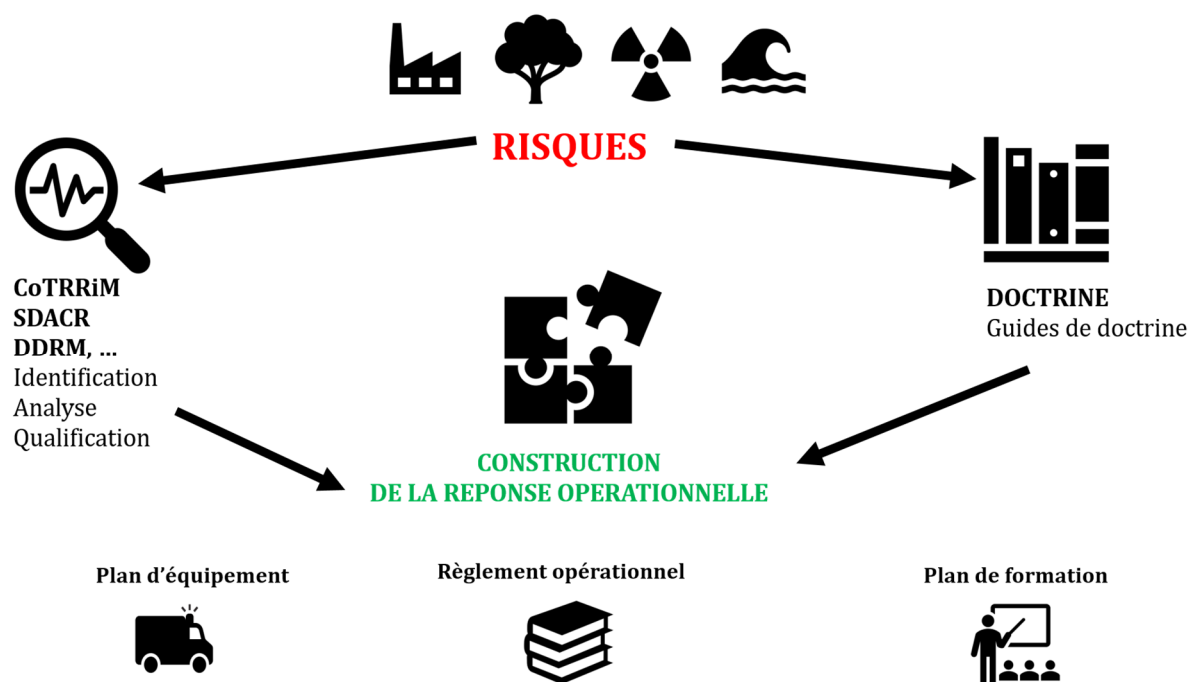 RISQUES
CoTRRiM
SDACR
DDRM, ...
Identification
Analyse
Qualification
DOCTRINE
Guides de doctrine
CONSTRUCTION
DE LA REPONSE OPERATIONNELLE
Plan d’équipement
Règlement opérationnel
Plan de formation